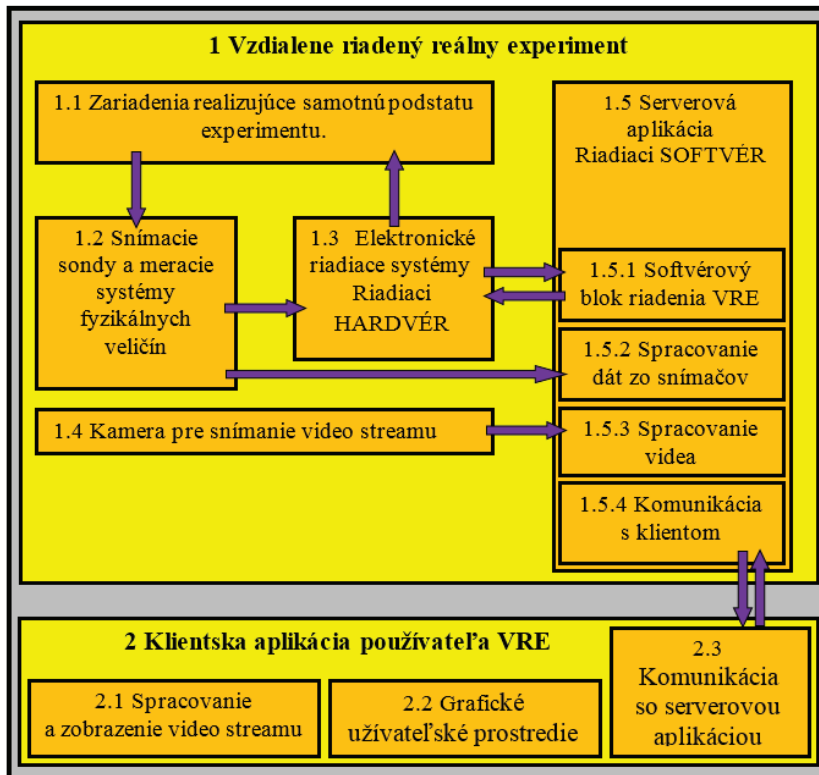 1 Vzdialene riadený reálny experiment
1.1 Zariadenia realizujúce samotnú podstatu
experimentu.
1.2 Snímacie
sondy a meracie
systémy
fyzikálnych
veličín
1.3 Elektronické
riadiace systémy
Riadiaci
HARDVÉR
1.4 Kamera pre snímanie video streamu
1.5 Serverová
aplikácia
Riadiaci SOFTVÉR
1.5.1 Softvérový
blok riadenia VRE
1.5.2 Spracovanie
dát zo snímačov
1.5.3 Spracovanie
videa
1.5.4 Komunikácia
s klientom
2 Klientska aplikácia používateľa VRE
2.1 Spracovanie
a zobrazenie video streamu
2.2 Grafické
užívateľské prostredie
2.3
Komunikácia
so serverovou
aplikáciou